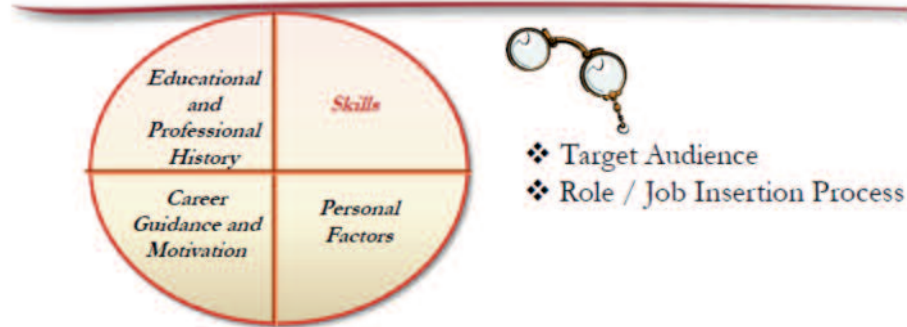 Educational
and
Professional
History
Skills
Career
Guidance and
Motivation
Personal
Factors
❖ Target Audience
❖ Role / Job Insertion Process